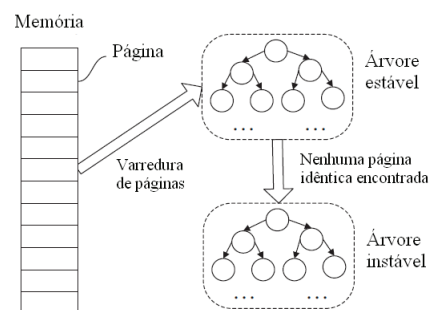 Memória
Página
Árvore
estável
Varredura
de páginas
Nenhuma página
idêntica encontrada
Árvore
instável